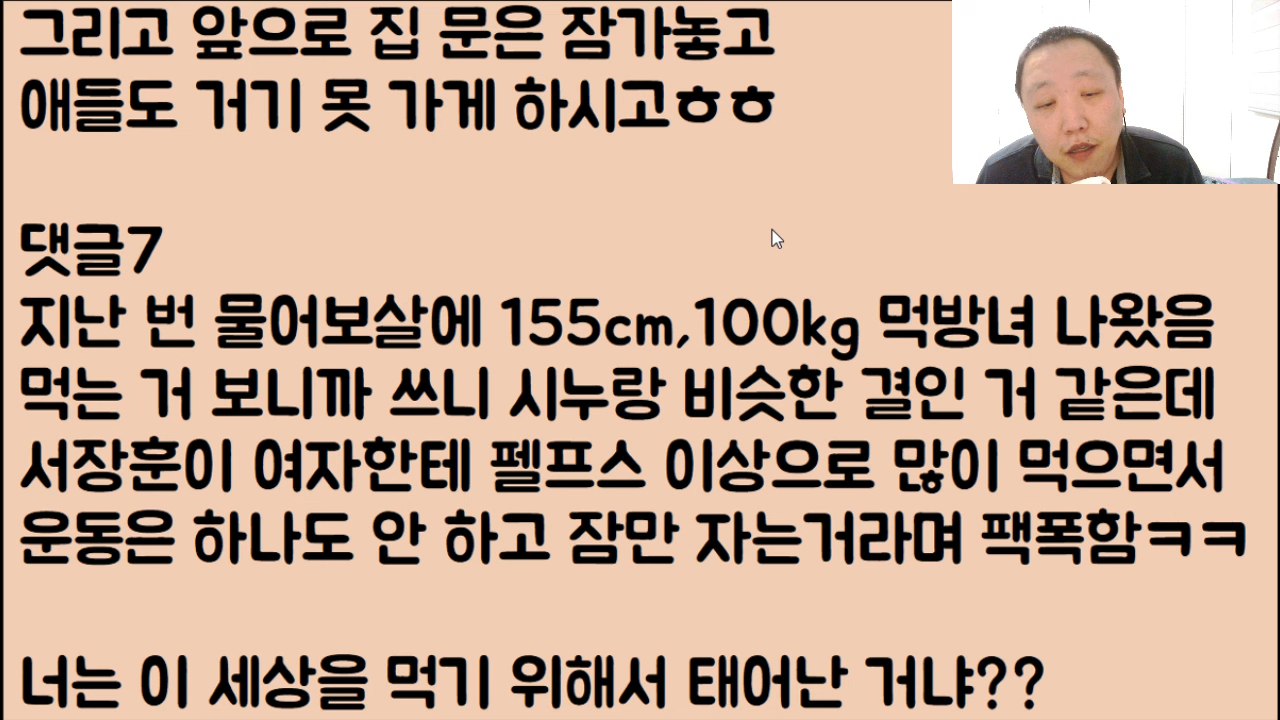 그리고 앞으로 집 문은 잠가놓고
애들도 거기 못 가게 하시고ㅎㅎ
댓글7
지난 번 물어보살에 155cm,100kg 먹방녀 나왔음
먹는 거 보니까 쓰니 시누랑 비슷한 결인 거 같은데
서장훈이 여자한테 펠프스 이상으로 많이 먹으면서
운동은 하나도 안 하고 잠만 자는거라며 팩폭함ㅋㅋ
너는 이 세상을 먹기 위해서 태어난 거냐??